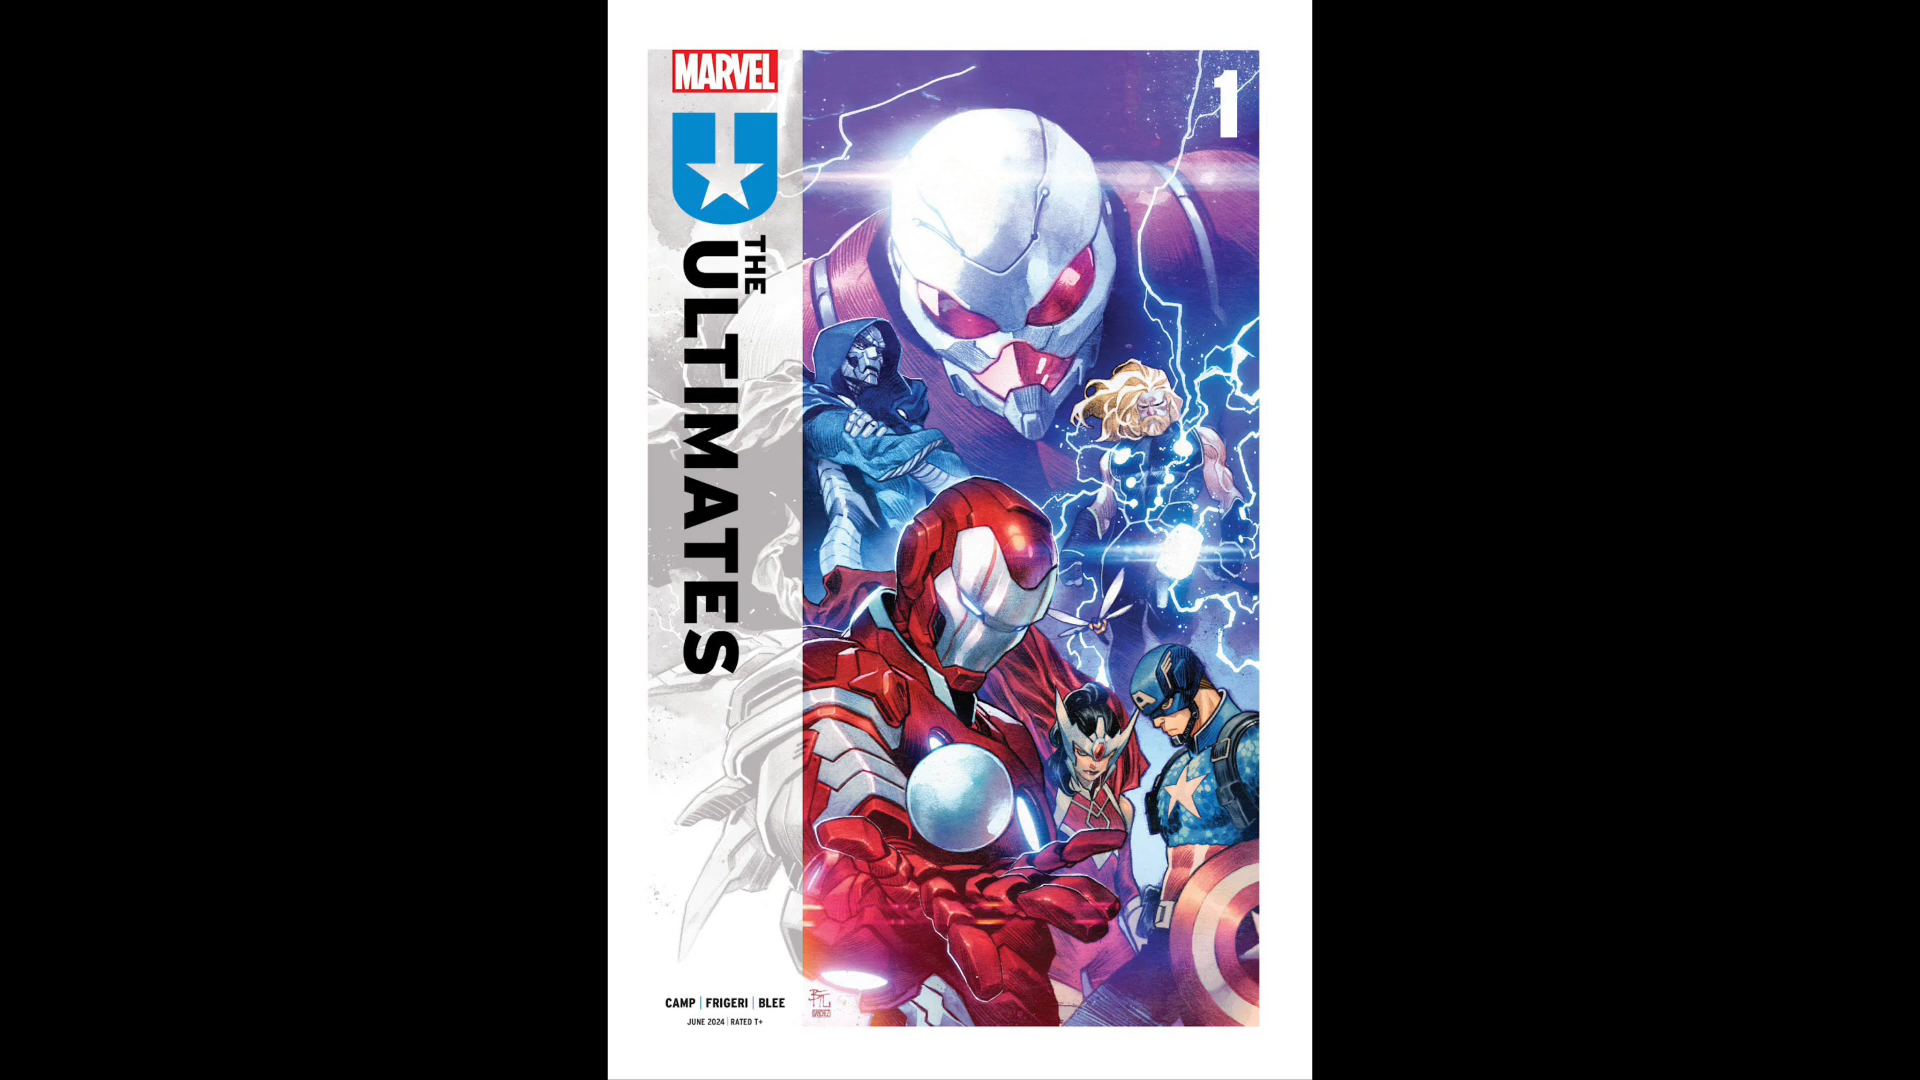 MARVEL
THE
ULTIMATES
1
CAMP | FRIGERI | BLEE
JUNE 2024 | RATED T+